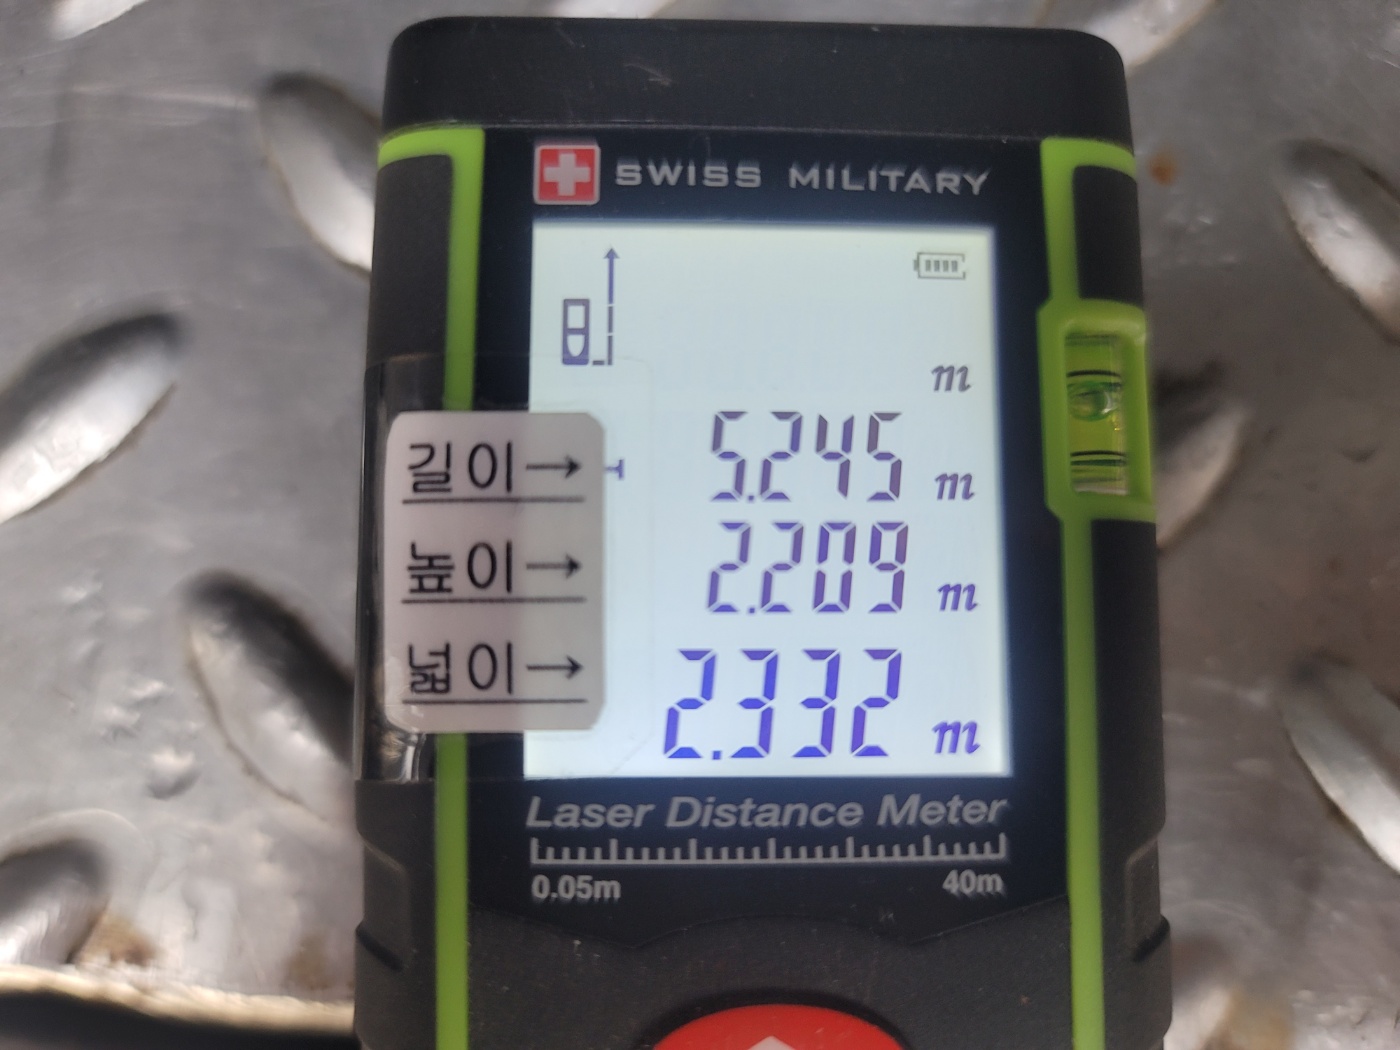 SWISS MILITARY
m
길이→ 5.245 m
높이→ 2.209 m
넓이→ 2.332 m
Laser Distance Meter
0.05m 40m